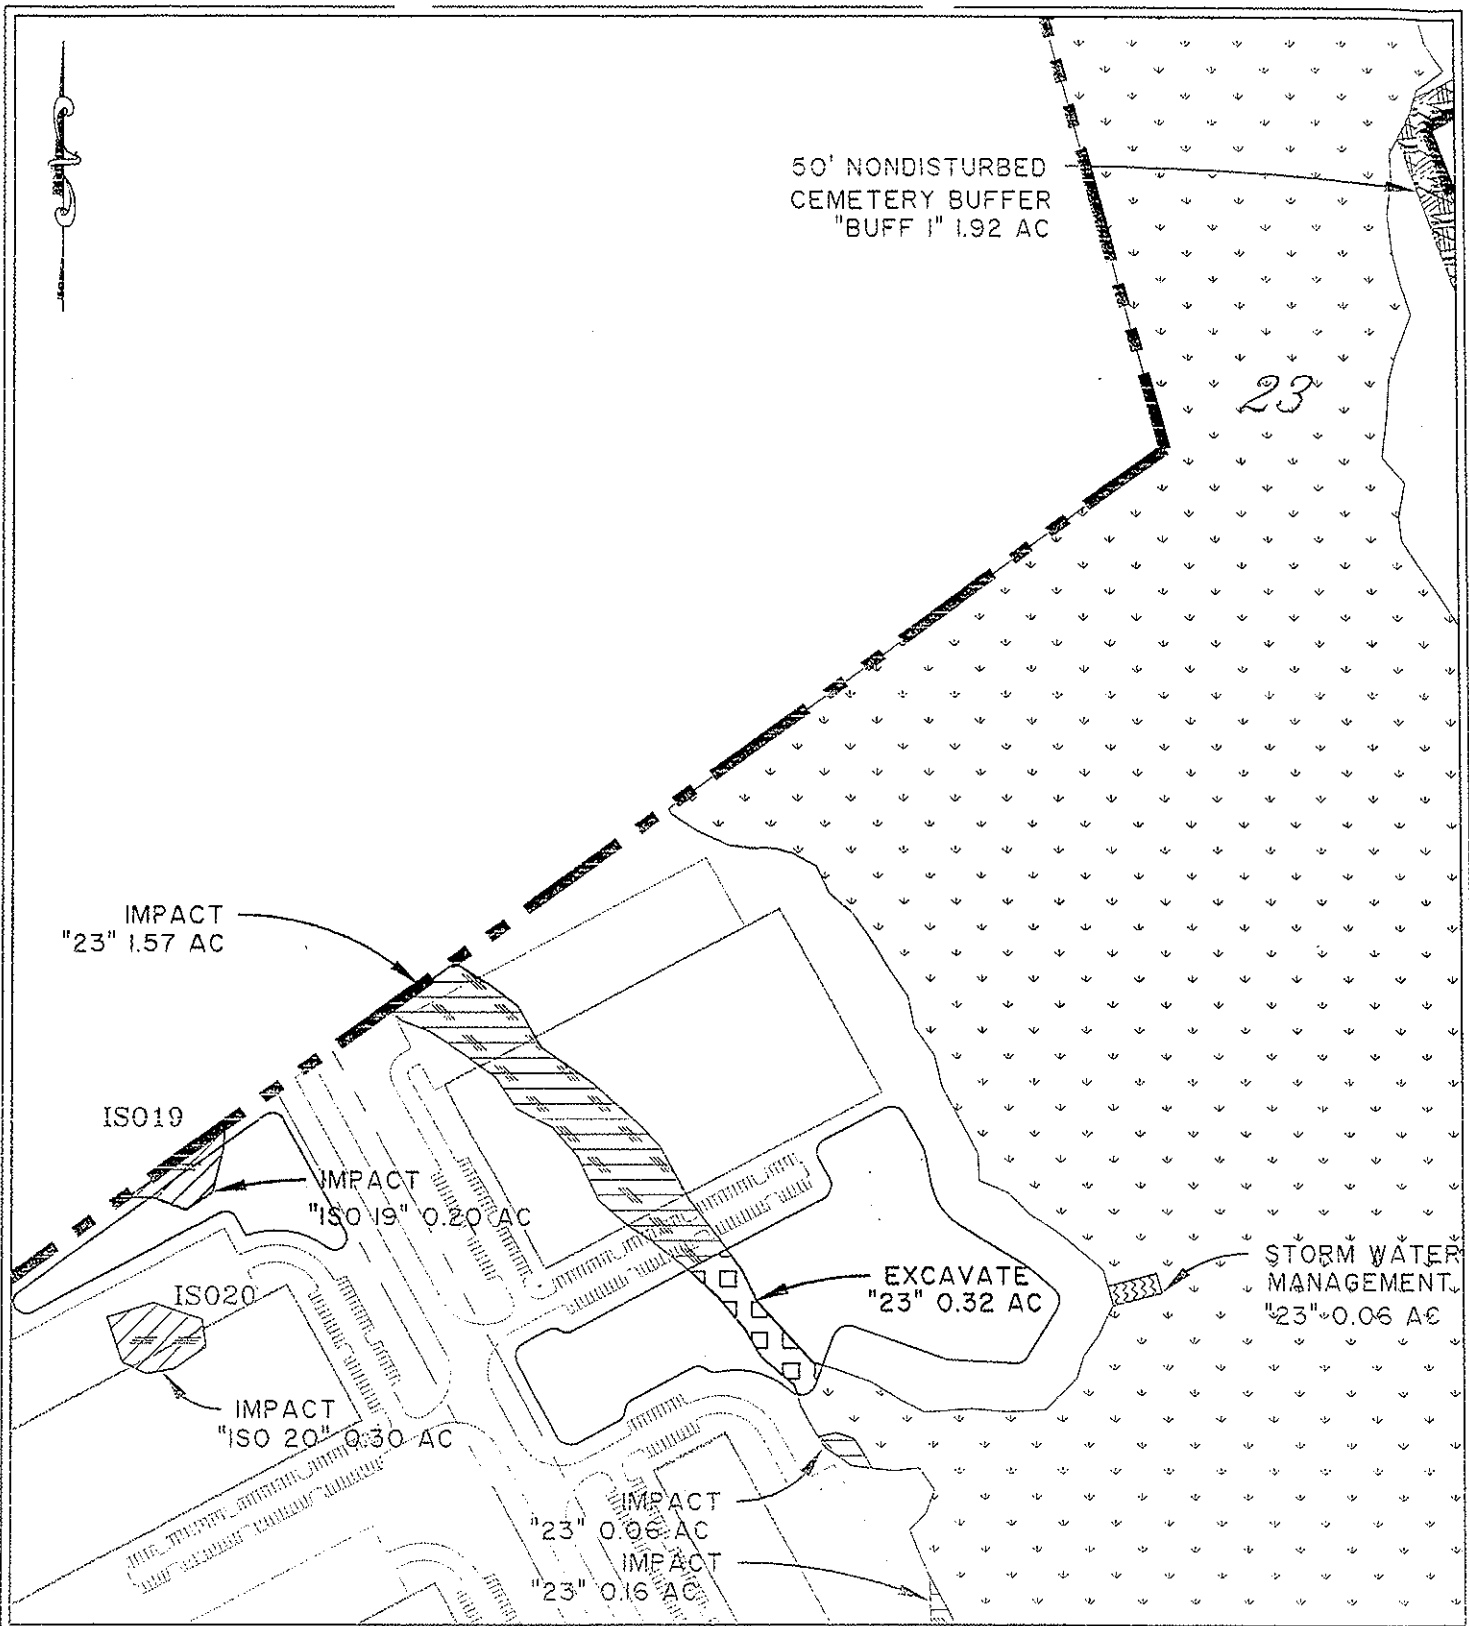 50' NONDISTURBED
CEMETERY BUFFER
"BUFF 1" 1.92 AC
23
IMPACT
"23" 1.57 AC
ISO19
IMPACT
"ISO 19" 0.20 AC
ISO20
IMPACT
"ISO 20" 0.30 AC
EXCAVATE
"23" 0.32 AC
STORM WATER
MANAGEMENT
"23" 0.06 AC
IMPACT
"23" 0.06 AC
IMPACT
"23" 0.16 AC